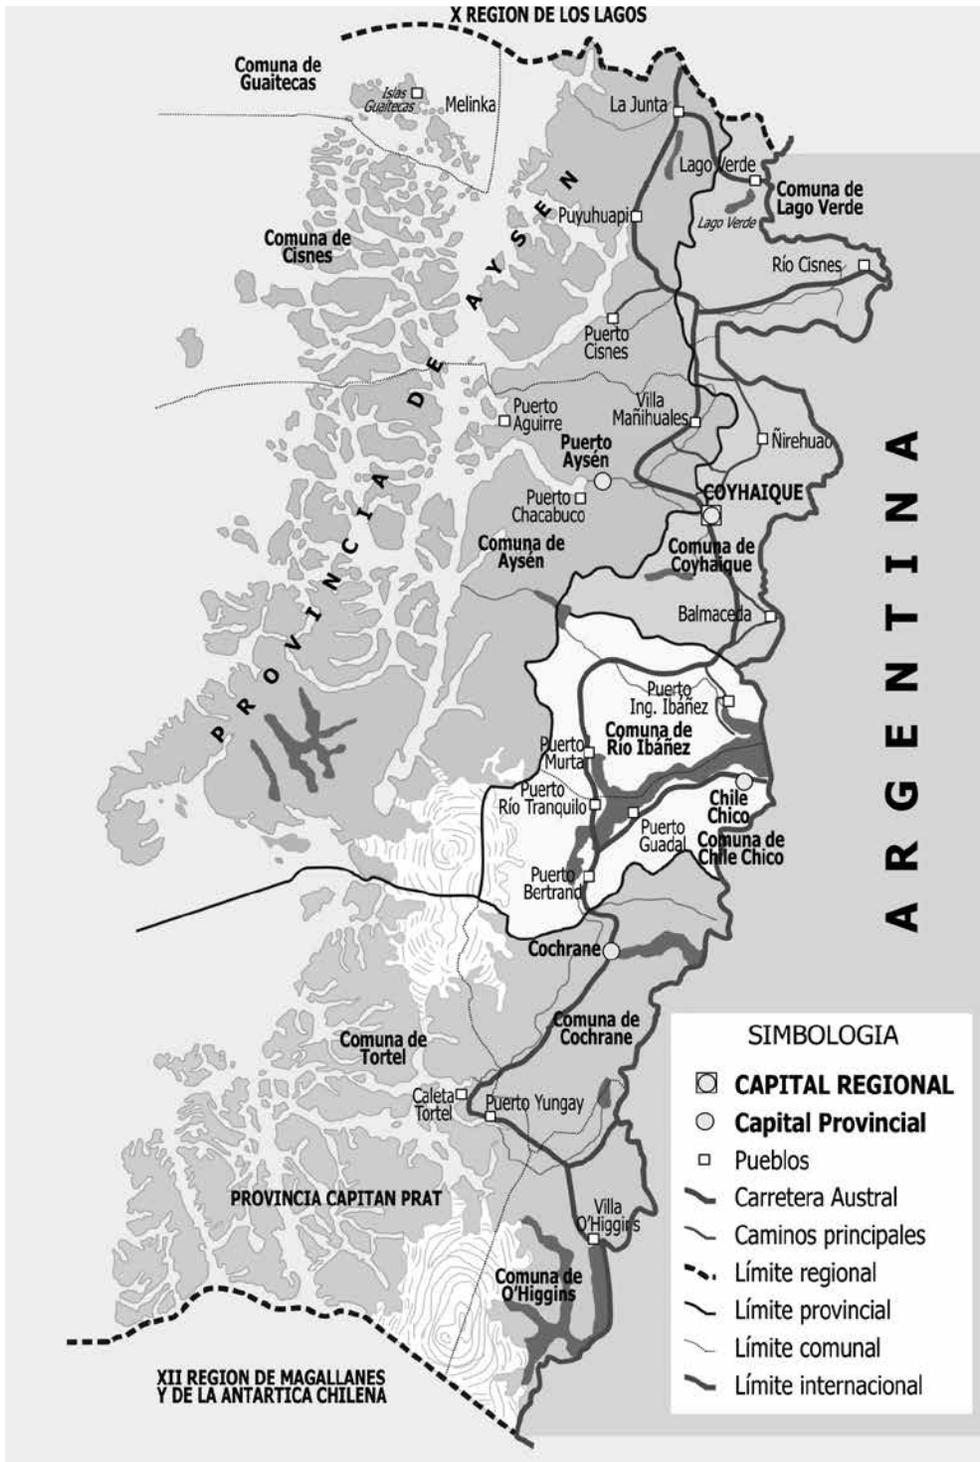 X REGION DE LOS LAGOS
Comuna de
Guaitecas
Islas
Guaitecas
Melinka
La Junta
Lago Verde
Comuna de
Lago Verde
Lago Verde
Puyuhuapi
Comuna de
Cisnes
Río Cisnes
Puerto
Cisnes
PROVINCIA DE AYSEN
Villa
Mañihuales
Puerto
Aguirre
Ñirehuao
Puerto
Aysén
COYHAIQUE
Puerto
Chacabuco
Comuna de
Aysén
Comuna de
Coyhaique
Balmaceda
ARGENTINA
Puerto
Ing. Ibáñez
Comuna de
Río Ibáñez
Puerto
Murta
Puerto
Río Tranquilo
Chile
Chico
Puerto
Guadal
Comuna de
Chile Chico
Puerto
Bertrand
Cochrane
Comuna de
Cochrane
Comuna de
Tortel
Caleta
Tortel
Puerto Yungay
PROVINCIA CAPITAN PRAT
Villa
O'Higgins
Comuna de
O'Higgins
XII REGION DE MAGALLANES
Y DE LA ANTARTICA CHILENA
SIMBOLOGIA
CAPITAL REGIONAL
Capital Provincial
Pueblos
Carretera Austral
Caminos principales
Límite regional
Límite provincial
Límite comunal
Límite internacional